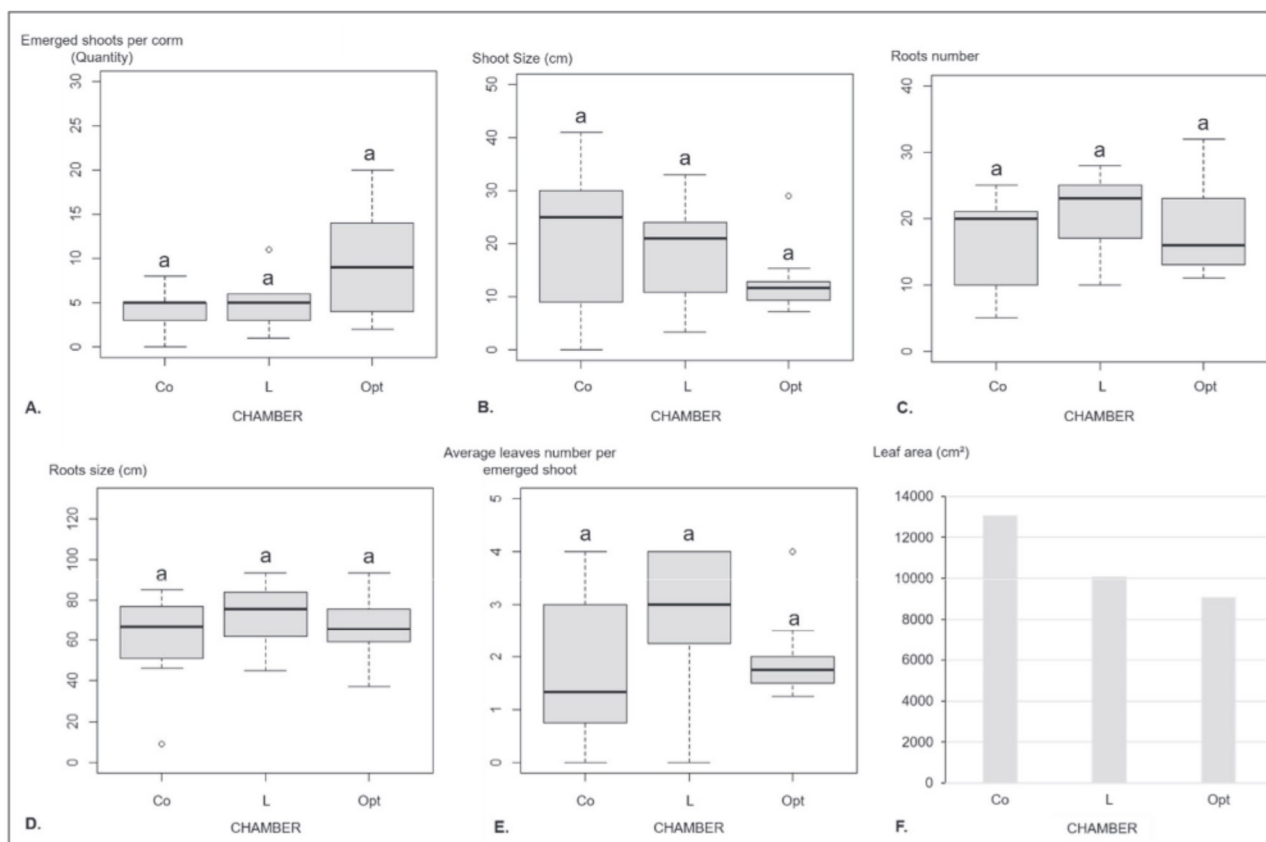 Emerged shoots per corm
(Quantity)
30
25
20
15
10
5
0
a
a
a
Co
L
Opt
A.
CHAMBER
Shoot Size (cm)
50
40
30
20
10
0
a
a
a
Co
L
Opt
B.
CHAMBER
Roots number
40
30
20
10
0
a
a
a
Co
L
Opt
C.
CHAMBER
Roots size (cm)
120
100
80
60
40
20
0
a
a
a
Co
L
Opt
D.
CHAMBER
Average leaves number per
emerged shoot
5
4
3
2
1
0
a
a
a
Co
L
Opt
E.
CHAMBER
Leaf area (cm²)
14000
12000
10000
8000
6000
4000
2000
0
Co
L
Opt
F.
CHAMBER